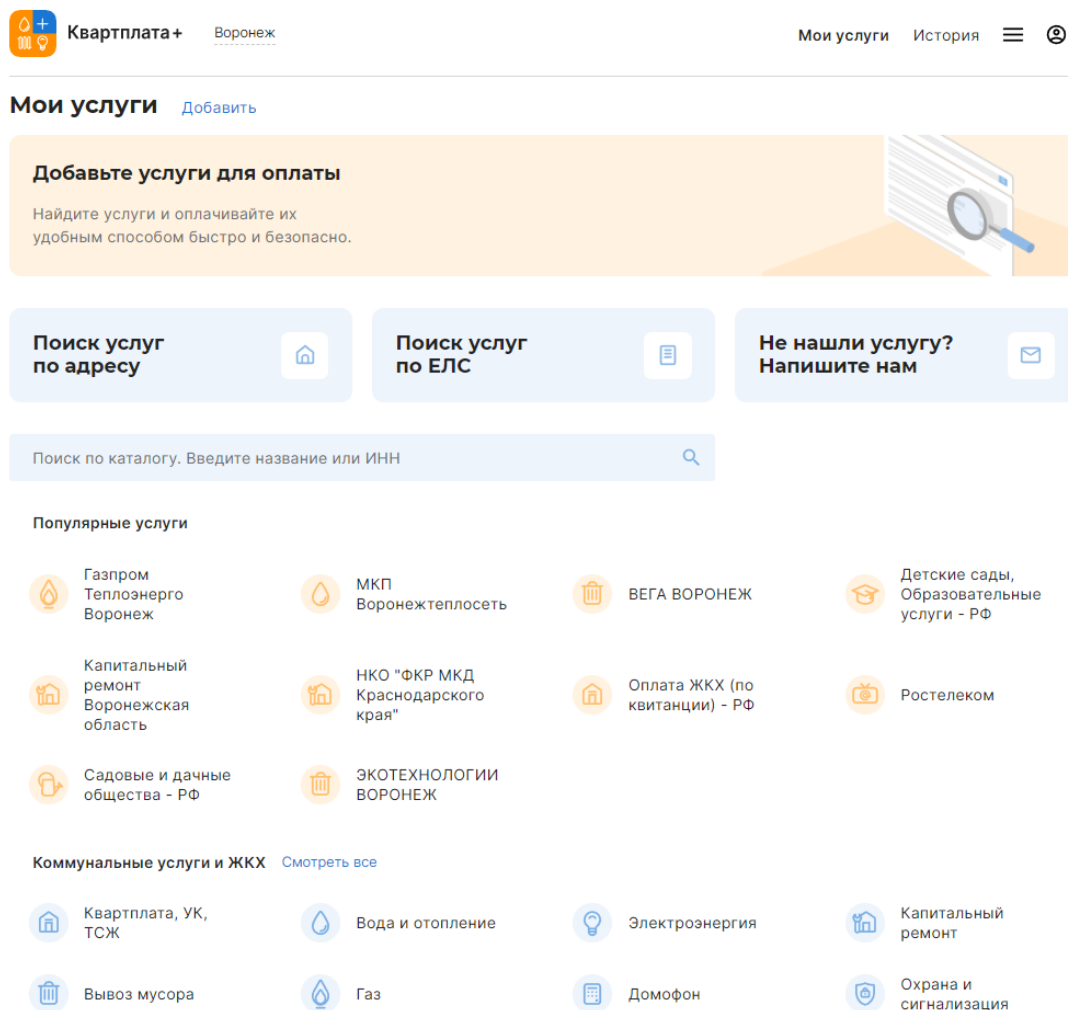 Квартплата+
Воронеж
Мои услуги
История
Мои услуги
Добавить
Добавьте услуги для оплаты
Найдите услуги и оплачивайте их
удобным способом быстро и безопасно.
Поиск услуг
по адресу
Поиск услуг
по ЕЛС
Не нашли услугу?
Напишите нам
Поиск по каталогу. Введите название или ИНН
Популярные услуги
Газпром
Теплоэнерго
Воронеж
МКП
Воронежтеплосеть
ВЕГА ВОРОНЕЖ
Детские сады,
Образовательные
услуги - РФ
Капитальный
ремонт
Воронежская
область
НКО "ФКР МКД
Краснодарского
края"
Оплата ЖКХ (по
квитанции) - РФ
Ростелеком
Садовые и дачные
общества - РФ
ЭКОТЕХНОЛОГИИ
ВОРОНЕЖ
Коммунальные услуги и ЖКХ
Смотреть все
Квартплата, УК,
ТСЖ
Вода и отопление
Электроэнергия
Капитальный
ремонт
Вывоз мусора
Газ
Домофон
Охрана и
сигнализация